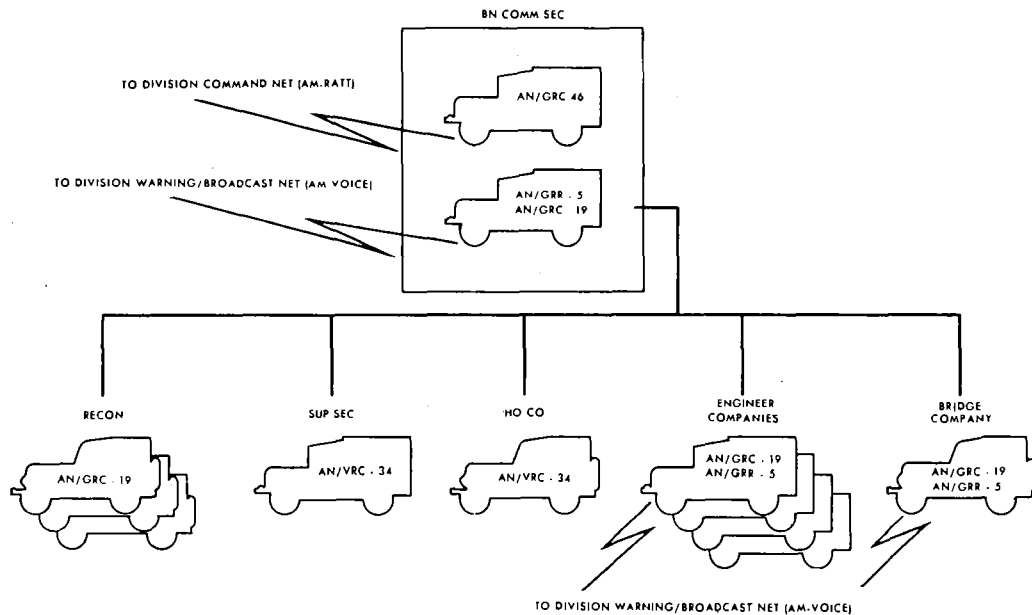 BN COMM SEC
TO DIVISION COMMAND NET (AM-RATT)
AN/GRC 46
TO DIVISION WARNING/BROADCAST NET (AM VOICE)
AN/GRR - 5
AN/GRC 19
RECON
SUP SEC
HO CO
ENGINEER
COMPANIES
BRIDGE
COMPANY
AN/GRC - 19
AN/VRC - 34
AN/VRC - 34
AN/GRC - 19
AN/GRR - 5
AN/GRC - 19
AN/GRR - 5
TO DIVISION WARNING/BROADCAST NET (AM-VOICE)